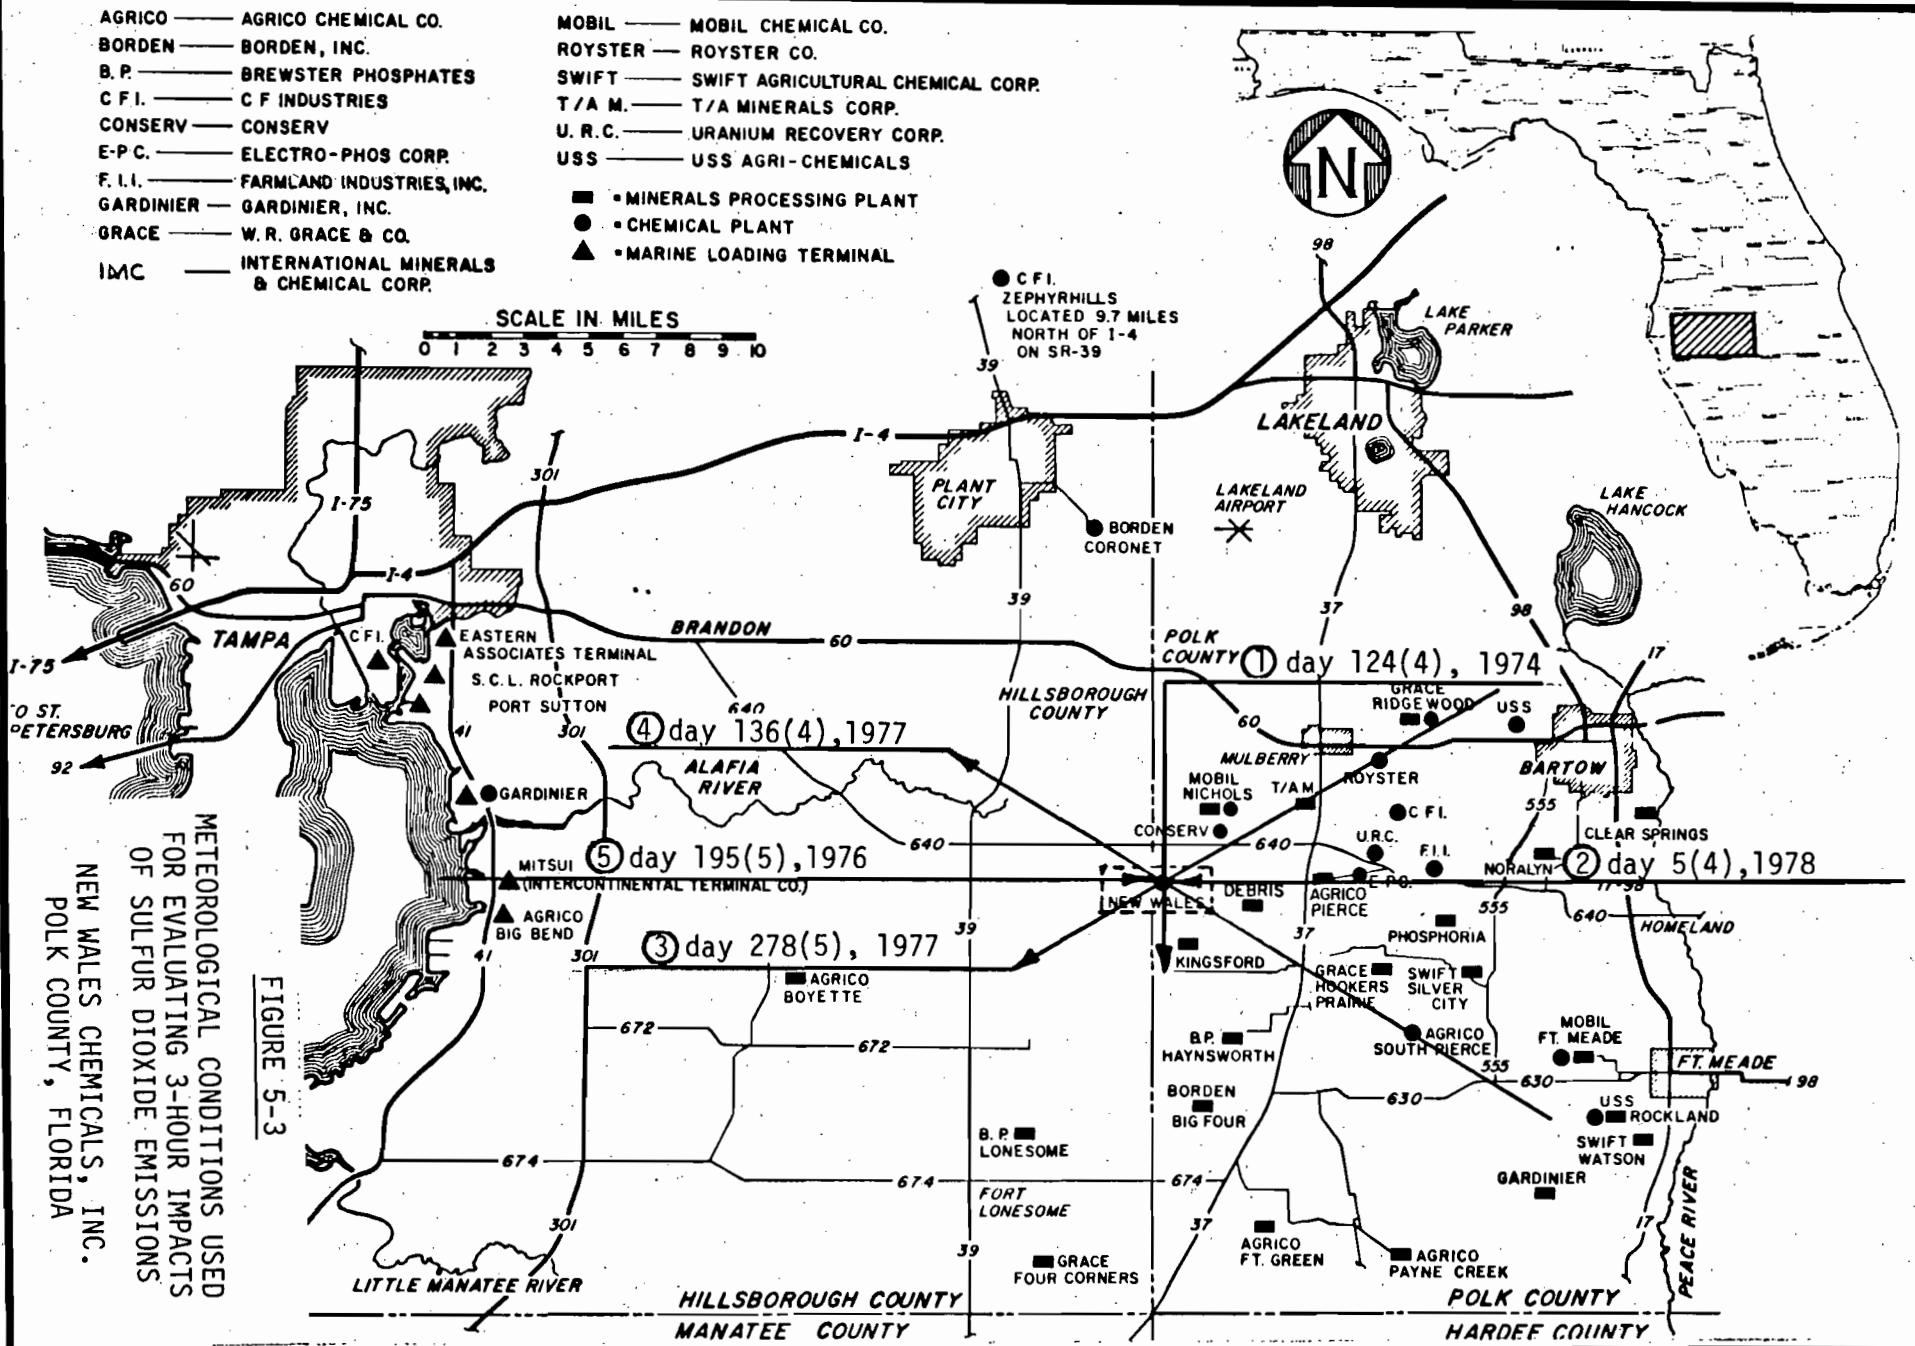 AGRICO —— AGRICO CHEMICAL CO.
BORDEN —— BORDEN, INC.
B.P. —— BREWSTER PHOSPHATES
C F I. —— C F INDUSTRIES
CONSERV —— CONSERV
E-P C. —— ELECTRO-PHOS CORP.
F. I. I. —— FARMLAND INDUSTRIES, INC.
GARDINIER — GARDINIER, INC.
GRACE —— W. R. GRACE & CO.
IMC —— INTERNATIONAL MINERALS
& CHEMICAL CORP.
MOBIL —— MOBIL CHEMICAL CO.
ROYSTER — ROYSTER CO.
SWIFT —— SWIFT AGRICULTURAL CHEMICAL CORP.
T/A M. —— T/A MINERALS CORP.
U. R. C. —— URANIUM RECOVERY CORP.
USS —— USS AGRI-CHEMICALS
■ = MINERALS PROCESSING PLANT
● = CHEMICAL PLANT
▲ = MARINE LOADING TERMINAL
SCALE IN MILES
0 1 2 3 4 5 6 7 8 9 10
N
C F I.
ZEPHYRHILLS
LOCATED 9.7 MILES
NORTH OF I-4
ON SR-39
39
98
LAKE
PARKER
LAKELAND
I-4
301
I-75
PLANT
CITY
LAKELAND
AIRPORT
LAKE
HANCOCK
BORDEN
CORONET
60
I-4
39
37
98
TAMPA
C F I.
EASTERN
ASSOCIATES TERMINAL
S. C. L. ROCKPORT
PORT SUTTON
BRANDON
60
POLK
COUNTY
① day 124(4), 1974
17
I-75
O ST.
PETERSBURG
92
HILLSBOROUGH
COUNTY
640
GRACE
RIDGEWOOD
USS
41
301
④ day 136(4),1977
60
MULBERRY
ALAFIA
RIVER
ROYSTER
BARTOW
MOBIL
NICHOLS
T/A M
GARDINIER
C F I.
555
CONSERV
CLEAR SPRINGS
640
640
U.R.C.
F.I.I.
⑤ day 195(5),1976
MITSUI
(INTERCONTINENTAL TERMINAL CO.)
NORALYN
② day 5(4),1978
17-98
DEBRIS
E-P C.
NEW WALES
AGRICO
PIERCE
555
640
HOMELAND
AGRICO
BIG BEND
39
37
PHOSPHORIA
41
301
③ day 278(5), 1977
KINGSFORD
AGRICO
BOYETTE
GRACE
HOOKERS
PRAIRIE
SWIFT
SILVER
CITY
672
672
B.P.
HAYNSWORTH
AGRICO
SOUTH PIERCE
555
MOBIL
FT. MEADE
FT. MEADE
98
630
630
BORDEN
BIG FOUR
USS
ROCKLAND
B. P.
LONESOME
SWIFT
WATSON
674
674
674
GARDINIER
FORT
LONESOME
301
39
37
17
PEACE RIVER
AGRICO
FT. GREEN
AGRICO
PAYNE CREEK
GRACE
FOUR CORNERS
LITTLE MANATEE RIVER
HILLSBOROUGH COUNTY
MANATEE COUNTY
POLK COUNTY
HARDEE COUNTY
FIGURE 5-3
METEOROLOGICAL CONDITIONS USED
FOR EVALUATING 3-HOUR IMPACTS
OF SULFUR DIOXIDE EMISSIONS
NEW WALES CHEMICALS, INC.
POLK COUNTY, FLORIDA